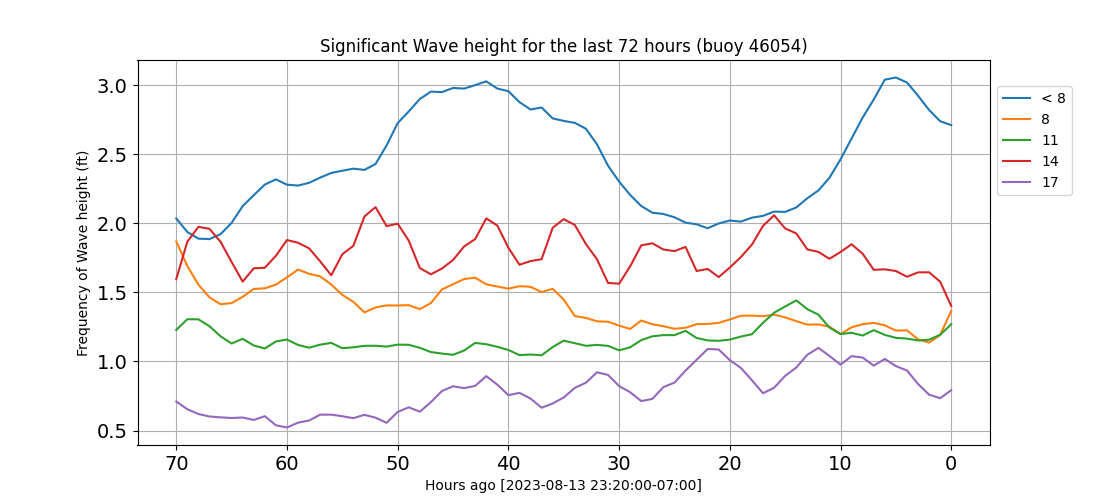 Significant Wave height for the last 72 hours (buoy 46054)
Frequency of Wave height (ft)
3.0
2.5
2.0
1.5
1.0
0.5
70 60 50 40 30 20 10 0
Hours ago [2023-08-13 23:20:00-07:00]
< 8
8
11
14
17